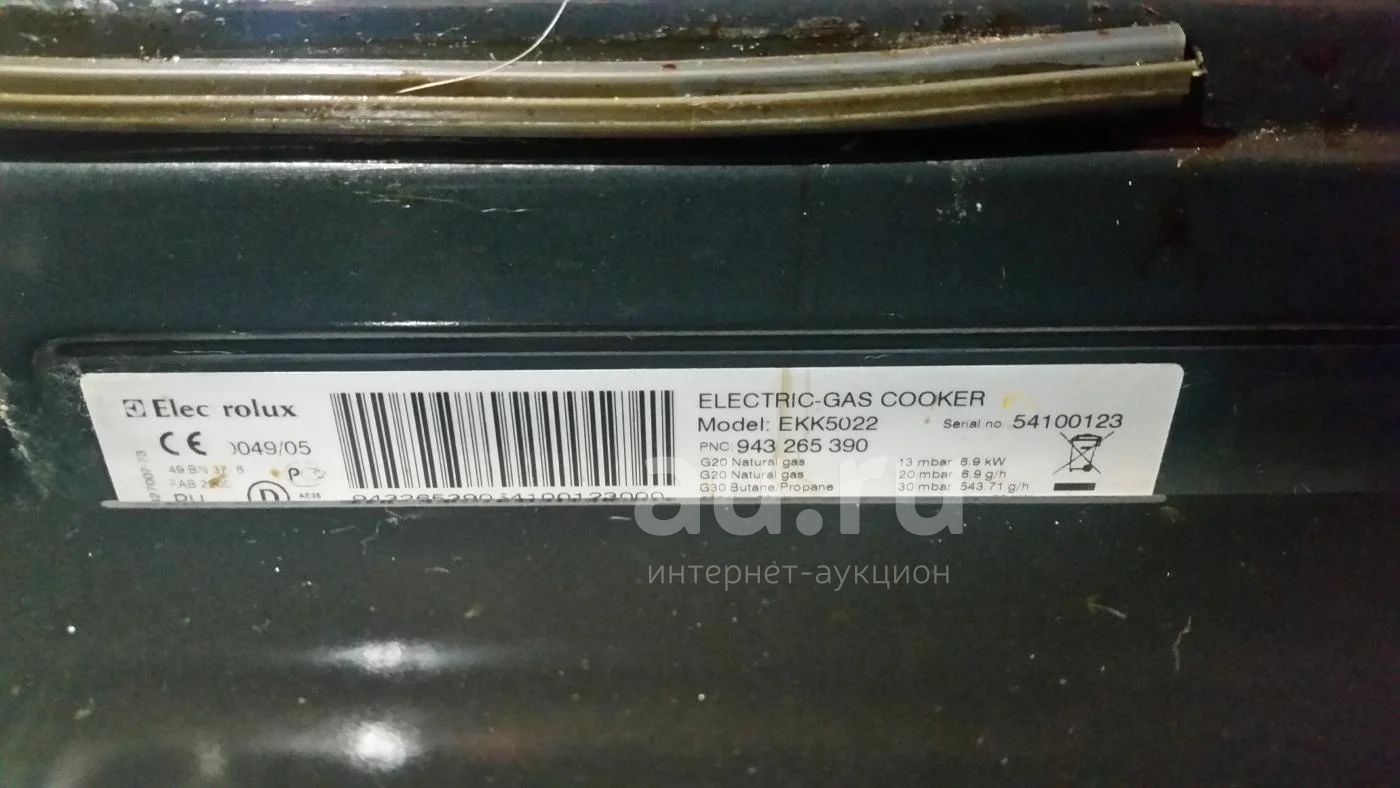 Elec rolux
CE 0049/05
RU
ELECTRIC-GAS COOKER
Model: EKK5022
Serial no. 54100123
PNC: 943 265 390
G20 Natural gas 13 mbar 6.9 kW
G20 Natural gas 20 mbar 6.9 g/h
G30 Butane/Propane 30 mbar 543.71 g/h
au.ru
интернет-аукцион